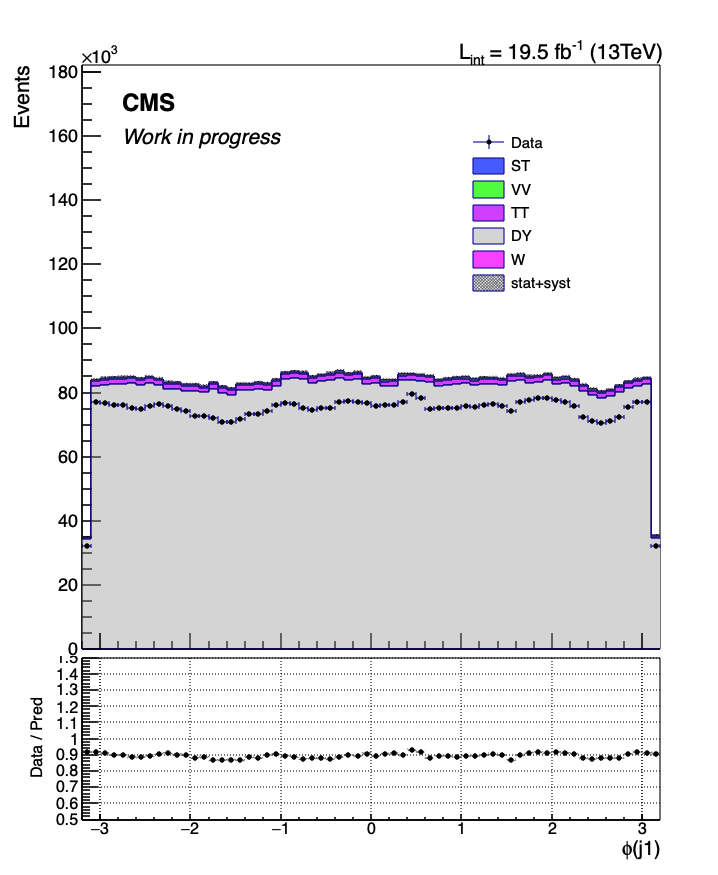 ×10³
L_int = 19.5 fb⁻¹ (13TeV)
Events
180
160
140
120
100
80
60
40
20
0
CMS
Work in progress
Data
ST
VV
TT
DY
W
stat+syst
Data / Pred
1.5
1.4
1.3
1.2
1.1
1
0.9
0.8
0.7
0.6
0.5
−3 −2 −1 0 1 2 3
ϕ(j1)